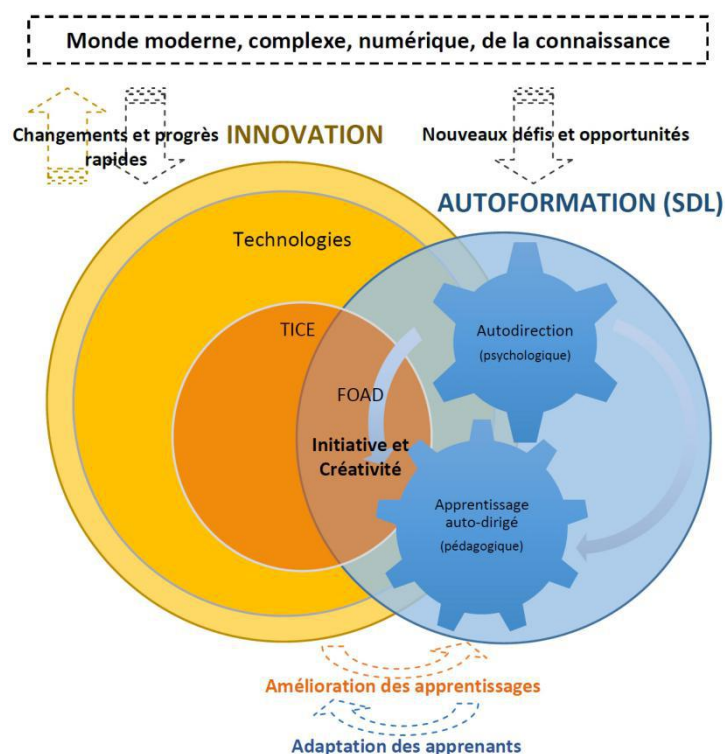 Monde moderne, complexe, numérique, de la connaissance
Changements et progrès
rapides
INNOVATION
Nouveaux défis et opportunités
AUTOFORMATION (SDL)
Technologies
TICE
Autodirection
(psychologique)
FOAD
Initiative et
Créativité
Apprentissage
auto-dirigé
(pédagogique)
Amélioration des apprentissages
Adaptation des apprenants